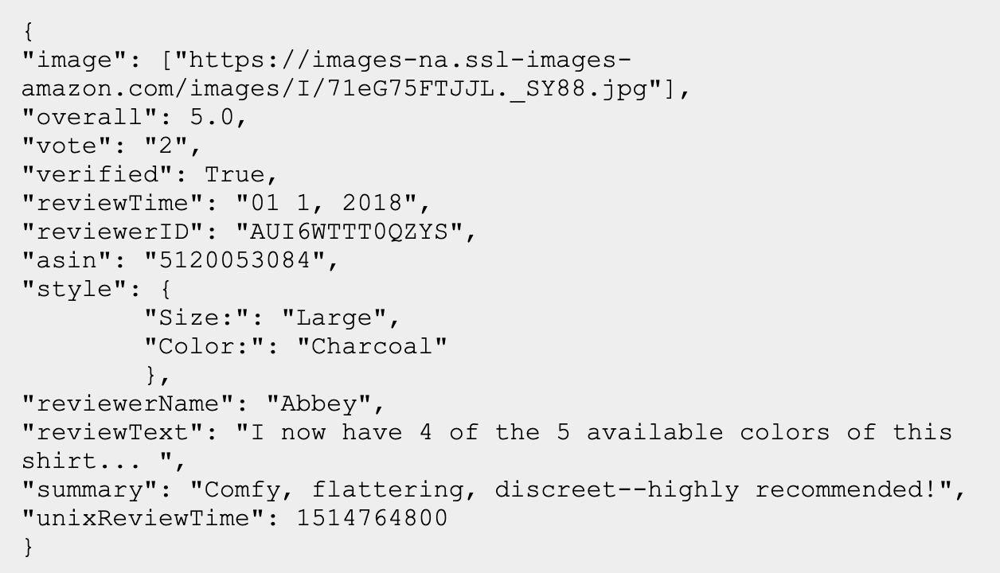 {
"image": ["https://images-na.ssl-images-
amazon.com/images/I/71eG75FTJJL._SY88.jpg"],
"overall": 5.0,
"vote": "2",
"verified": True,
"reviewTime": "01 1, 2018",
"reviewerID": "AUI6WTTT0QZYS",
"asin": "5120053084",
"style": {
        "Size:": "Large",
        "Color:": "Charcoal"
        },
"reviewerName": "Abbey",
"reviewText": "I now have 4 of the 5 available colors of this
shirt... ",
"summary": "Comfy, flattering, discreet--highly recommended!",
"unixReviewTime": 1514764800
}